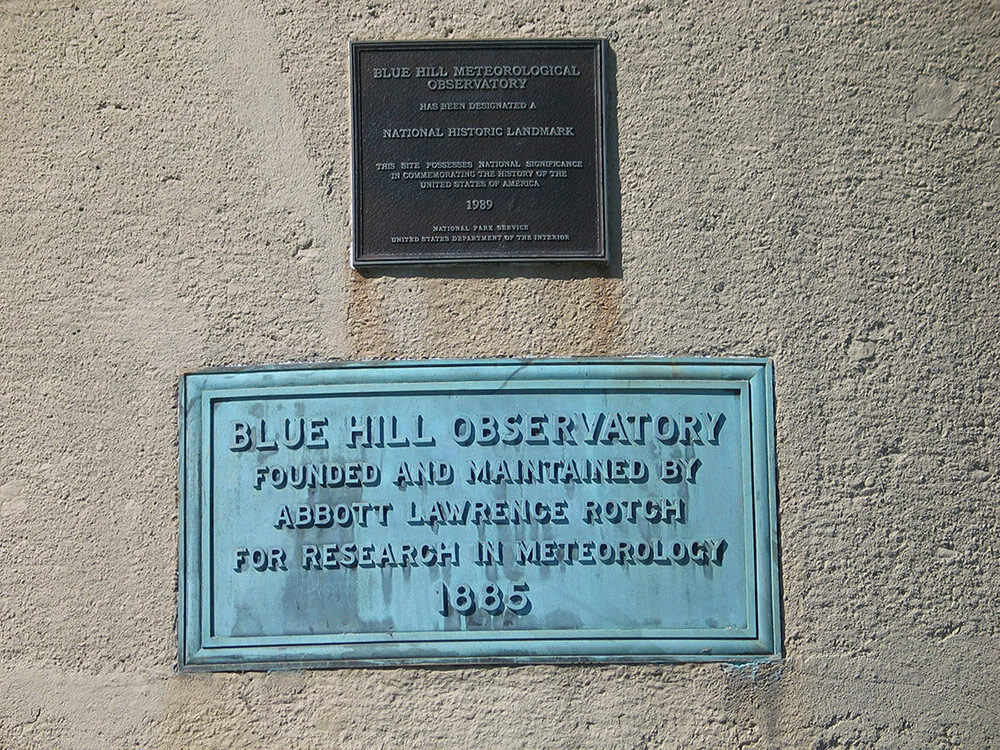 BLUE HILL METEOROLOGICAL
OBSERVATORY
HAS BEEN DESIGNATED A
NATIONAL HISTORIC LANDMARK
THIS SITE POSSESSES NATIONAL SIGNIFICANCE
IN COMMEMORATING THE HISTORY OF THE
UNITED STATES OF AMERICA
1989
NATIONAL PARK SERVICE
UNITED STATES DEPARTMENT OF THE INTERIOR
BLUE HILL OBSERVATORY
FOUNDED AND MAINTAINED BY
ABBOTT LAWRENCE ROTCH
FOR RESEARCH IN METEOROLOGY
1885